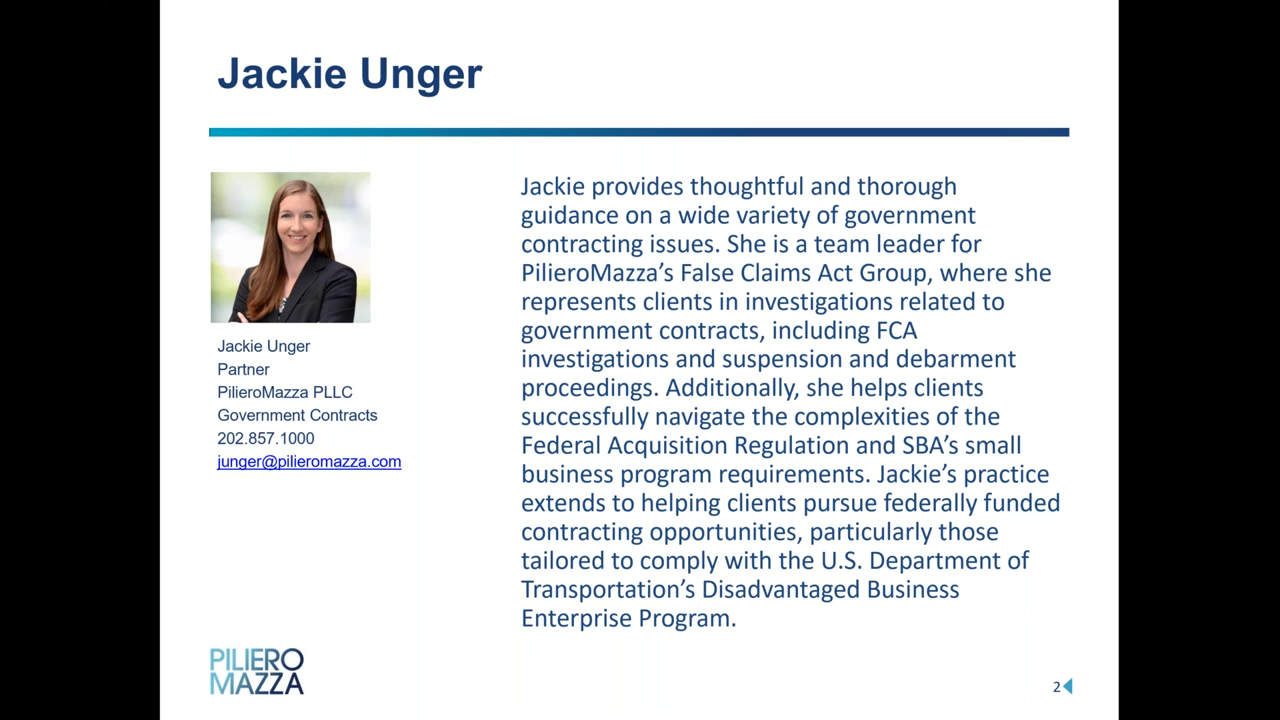 Jackie Unger
Jackie Unger
Partner
PilieroMazza PLLC
Government Contracts
202.857.1000
junger@pilieromazza.com
Jackie provides thoughtful and thorough
guidance on a wide variety of government
contracting issues. She is a team leader for
PilieroMazza’s False Claims Act Group, where she
represents clients in investigations related to
government contracts, including FCA
investigations and suspension and debarment
proceedings. Additionally, she helps clients
successfully navigate the complexities of the
Federal Acquisition Regulation and SBA’s small
business program requirements. Jackie’s practice
extends to helping clients pursue federally funded
contracting opportunities, particularly those
tailored to comply with the U.S. Department of
Transportation’s Disadvantaged Business
Enterprise Program.
PILIERO
MAZZA
2